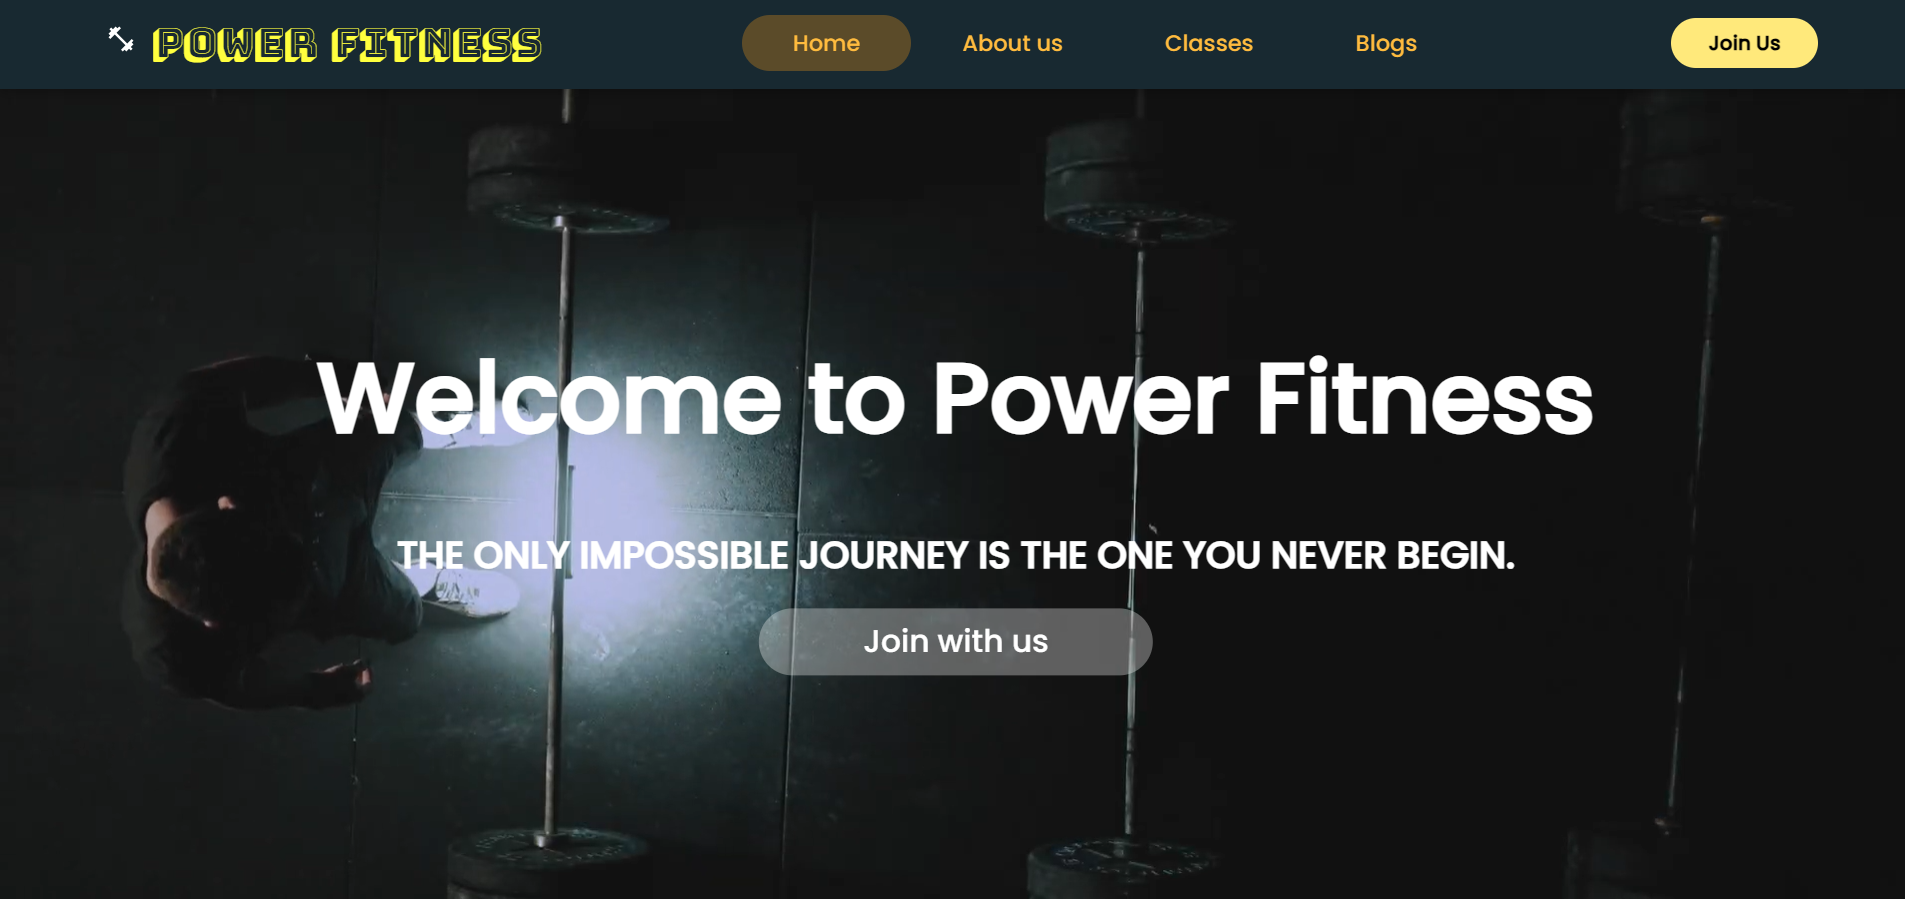 POWER FITNESS
Home
About us
Classes
Blogs
Join Us
Welcome to Power Fitness
THE ONLY IMPOSSIBLE JOURNEY IS THE ONE YOU NEVER BEGIN.
Join with us